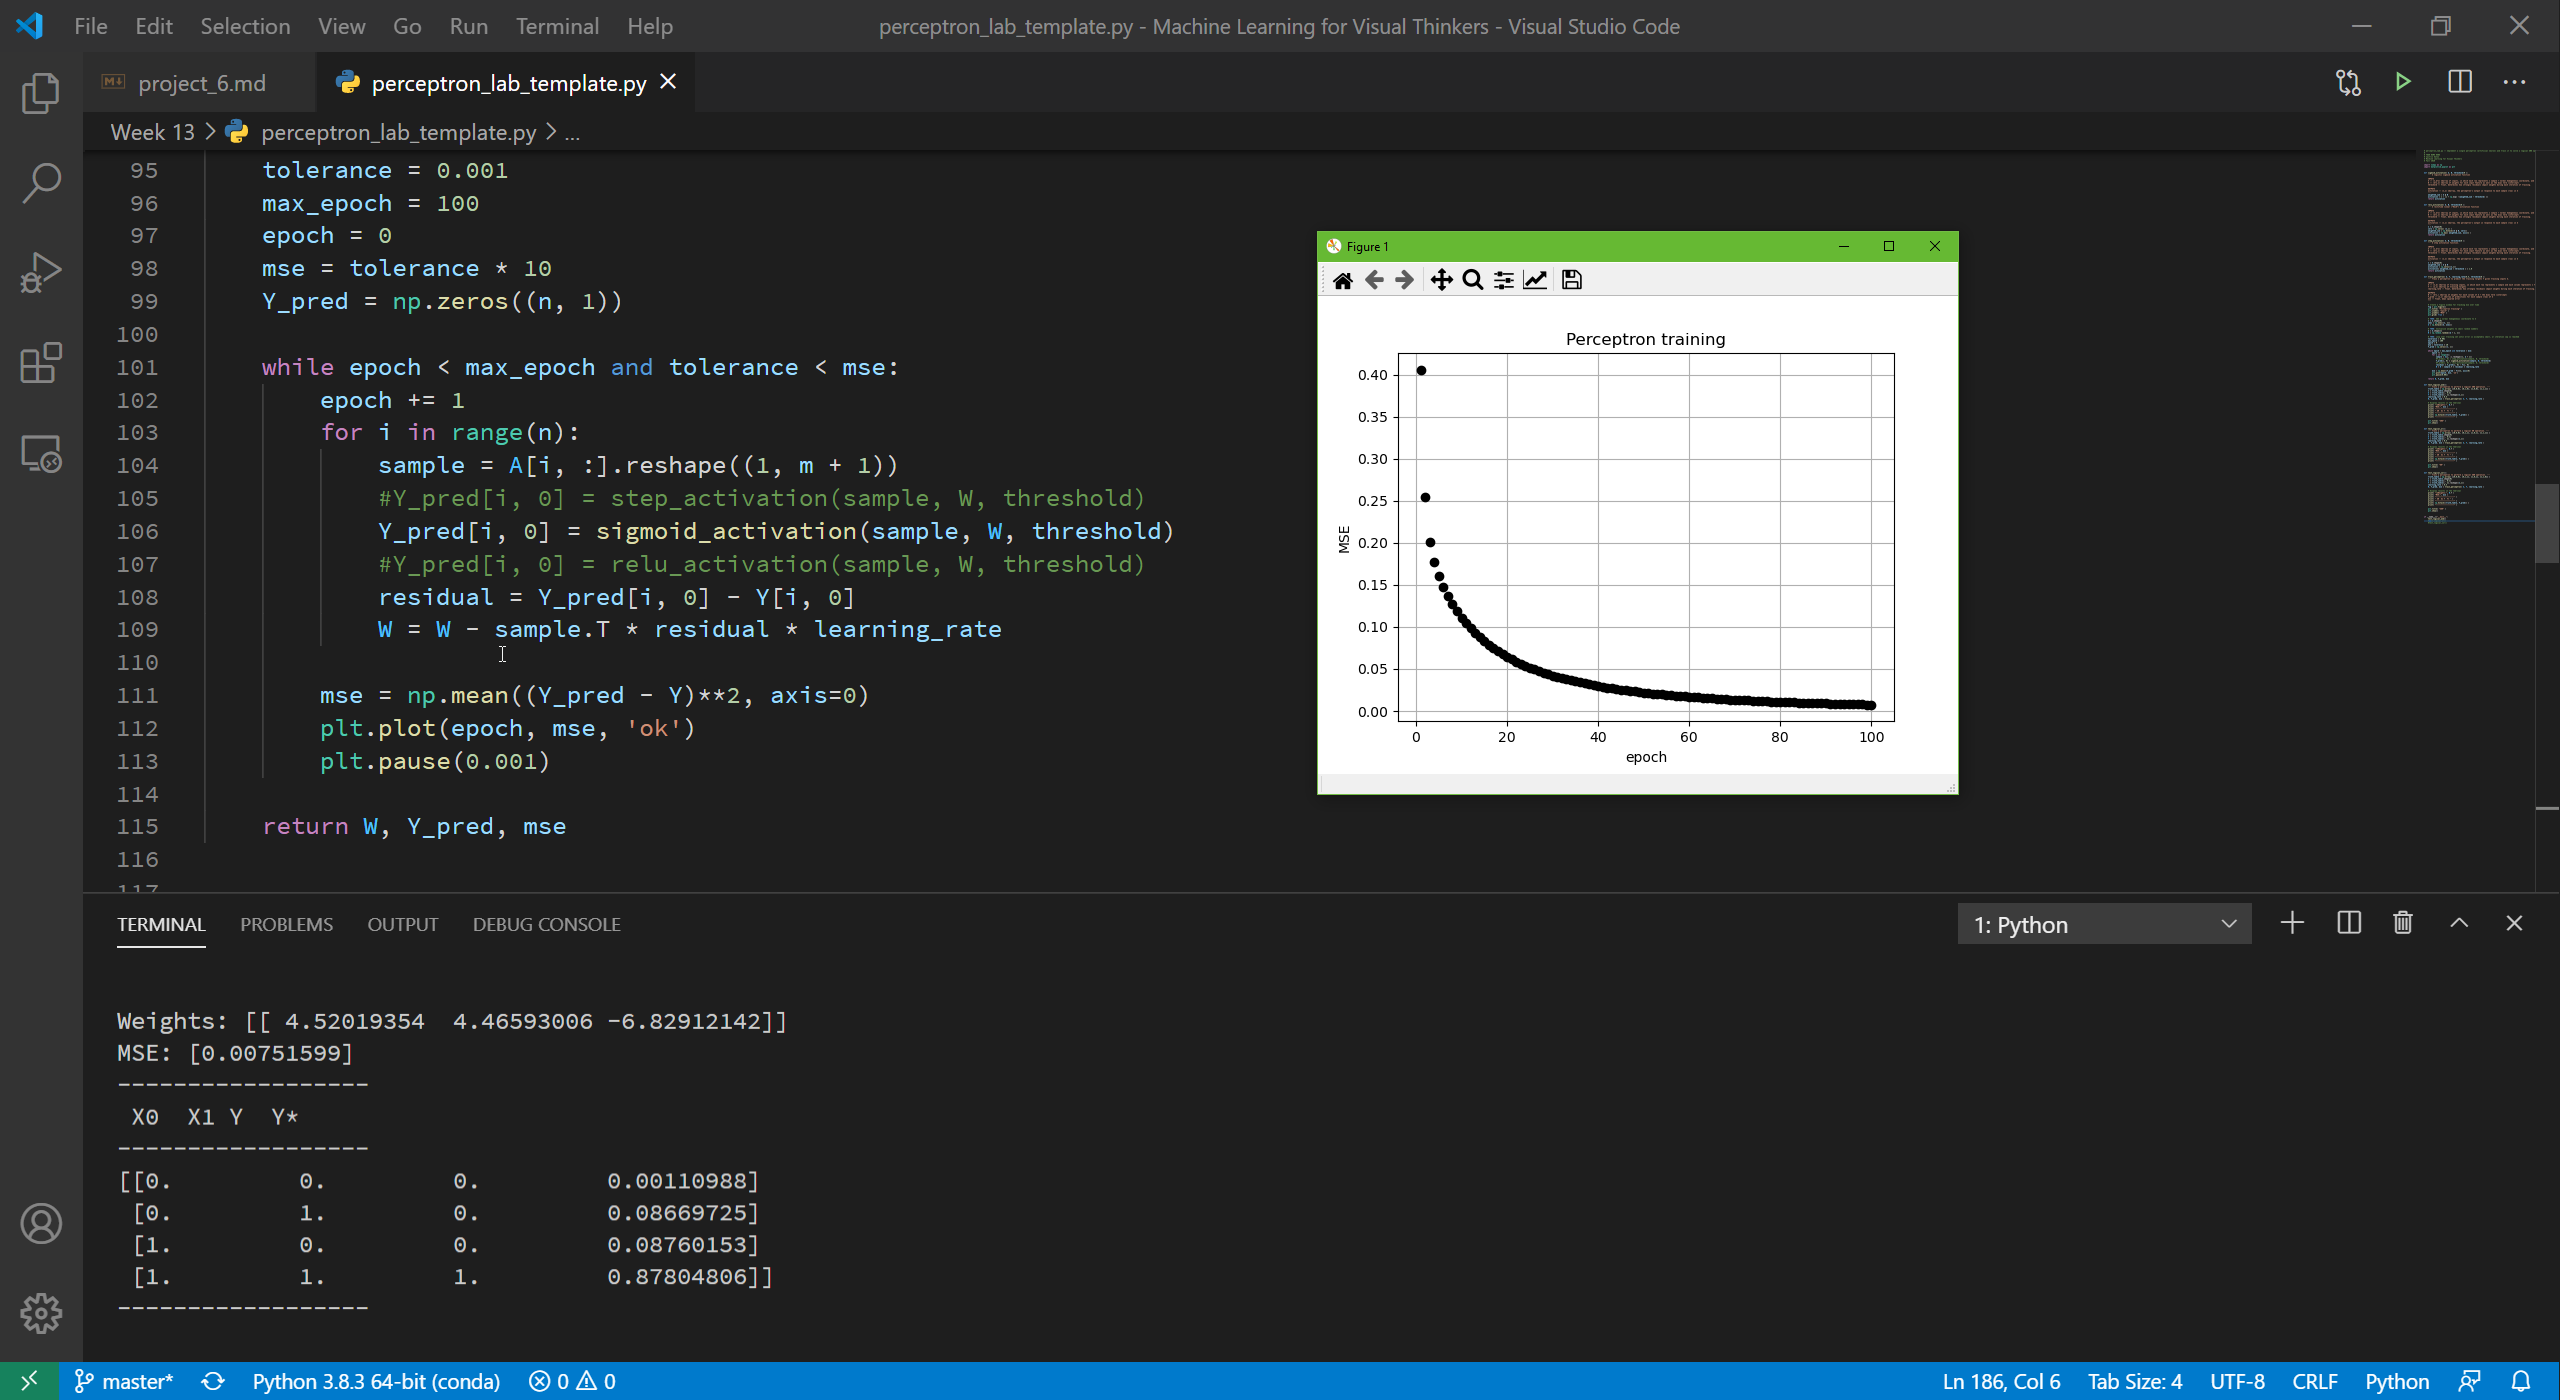 File Edit Selection View Go Run Terminal Help perceptron_lab_template.py - Machine Learning for Visual Thinkers - Visual Studio Code
project_6.md perceptron_lab_template.py
Week 13 > perceptron_lab_template.py > ...
95 tolerance = 0.001
96 max_epoch = 100
97 epoch = 0
98 mse = tolerance * 10
99 Y_pred = np.zeros((n, 1))
100
101 while epoch < max_epoch and tolerance < mse:
102 epoch += 1
103 for i in range(n):
104 sample = A[i, :].reshape((1, m + 1))
105 #Y_pred[i, 0] = step_activation(sample, W, threshold)
106 Y_pred[i, 0] = sigmoid_activation(sample, W, threshold)
107 #Y_pred[i, 0] = relu_activation(sample, W, threshold)
108 residual = Y_pred[i, 0] - Y[i, 0]
109 W = W - sample.T * residual * learning_rate
110
111 mse = np.mean((Y_pred - Y)**2, axis=0)
112 plt.plot(epoch, mse, 'ok')
113 plt.pause(0.001)
114
115 return W, Y_pred, mse
116
117
Figure 1
Perceptron training
0.40
0.35
0.30
0.25
0.20
0.15
0.10
0.05
0.00
MSE
0 20 40 60 80 100
epoch
TERMINAL PROBLEMS OUTPUT DEBUG CONSOLE 1: Python
Weights: [[ 4.52019354 4.46593006 -6.82912142]]
MSE: [0.00751599]
------------------
X0 X1 Y Y*
------------------
[[0. 0. 0. 0.00110988]
[0. 1. 0. 0.08669725]
[1. 0. 0. 0.08760153]
[1. 1. 1. 0.87804806]]
------------------
master* Python 3.8.3 64-bit (conda) 0 0 Ln 186, Col 6 Tab Size: 4 UTF-8 CRLF Python